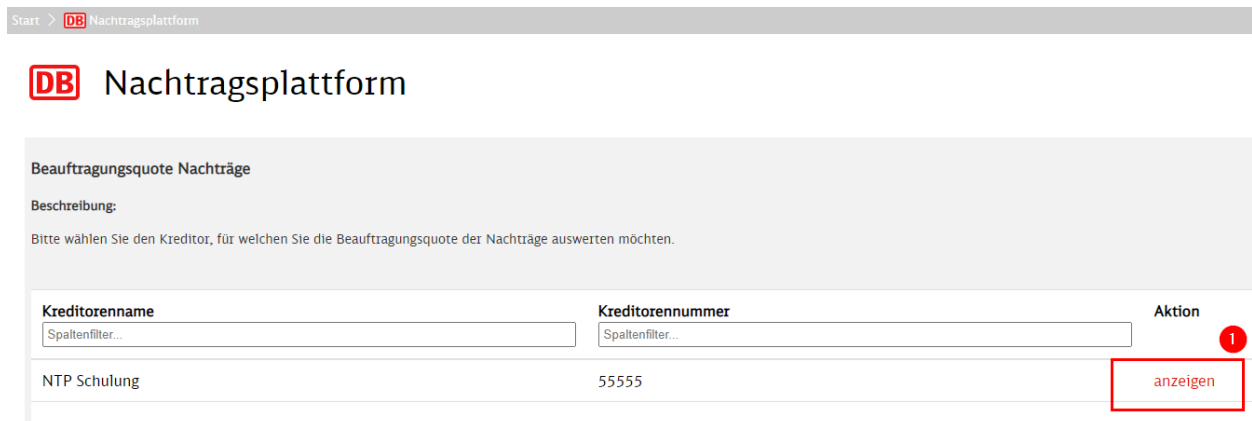 Start > DB Nachtragsplattform
DB Nachtragsplattform
Beauftragungsquote Nachträge
Beschreibung:
Bitte wählen Sie den Kreditor, für welchen Sie die Beauftragungsquote der Nachträge auswerten möchten.
Kreditorenname Kreditorennummer Aktion
Spaltenfilter... Spaltenfilter...
1
NTP Schulung 55555 anzeigen